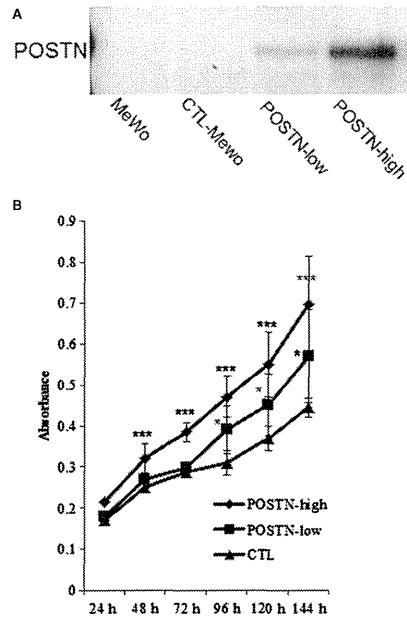 A
POSTN
MeWo
CTL-Mewo
POSTN-low
POSTN-high
B
0.9
0.8
0.7
0.6
0.5
0.4
0.3
0.2
0.1
0
Absorbance
***
***
***
***
***
*
*
*
POSTN-high
POSTN-low
CTL
24 h 48 h 72 h 96 h 120 h 144 h